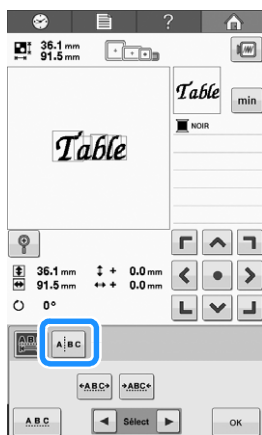 ?
36.1 mm
91.5 mm
Table
Table
min
NOIR
36.1 mm + 0.0 mm
91.5 mm + 0.0 mm
0°
ABC
A BC
ABC
ABC
A B C
Sélect
OK